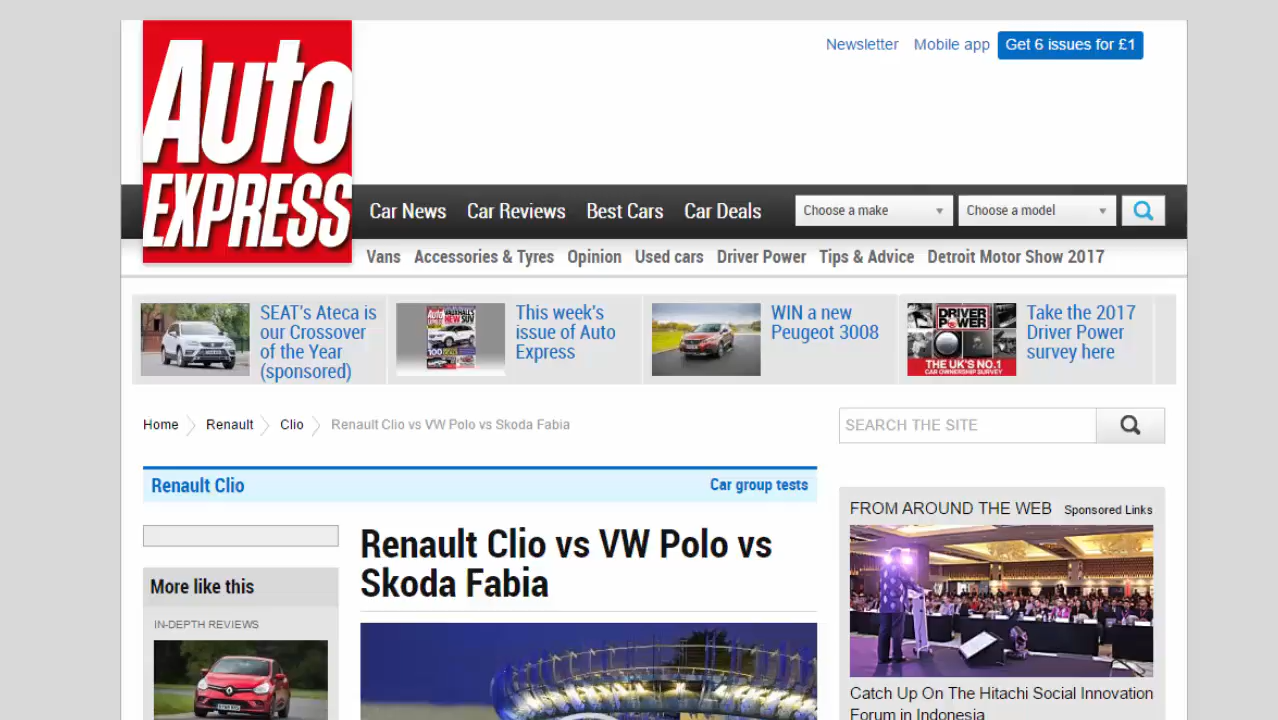 Newsletter Mobile app Get 6 issues for £1
Auto
EXPRESS
Car News Car Reviews Best Cars Car Deals Choose a make Choose a model
Vans Accessories & Tyres Opinion Used cars Driver Power Tips & Advice Detroit Motor Show 2017
SEAT's Ateca is
our Crossover
of the Year
(sponsored)
This week's
issue of Auto
Express
WIN a new
Peugeot 3008
DRIVER
POWER
THE UK'S NO.1
CAR OWNERSHIP SURVEY
Take the 2017
Driver Power
survey here
Home Renault Clio Renault Clio vs VW Polo vs Skoda Fabia
SEARCH THE SITE
Renault Clio Car group tests
Renault Clio vs VW Polo vs
Skoda Fabia
More like this
IN-DEPTH REVIEWS
FROM AROUND THE WEB Sponsored Links
Catch Up On The Hitachi Social Innovation
Forum in Indonesia